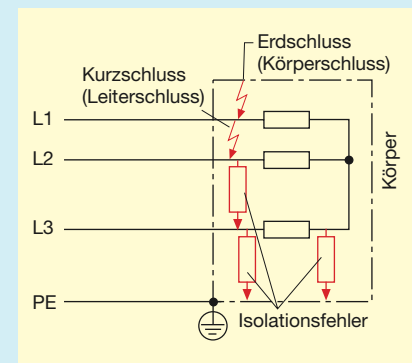 Erdschluss
(Körperschluss)
Kurzschluss
(Leiterschluss)
L1
L2
L3
PE
Körper
Isolationsfehler